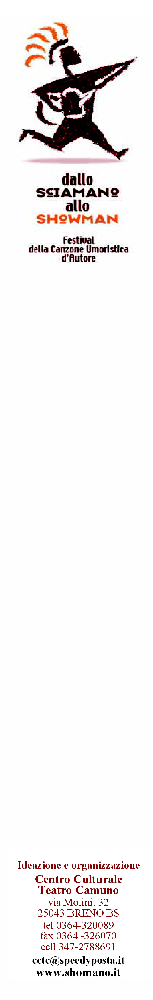 dallo
SCIAMANO
allo
SHOWMAN
Festival
della Canzone Umoristica
d'Autore
Ideazione e organizzazione
Centro Culturale
Teatro Camuno
via Molini, 32
25043 BRENO BS
tel 0364-320089
fax 0364 -326070
cell 347-2788691
cctc@speedyposta.it
www.shomano.it